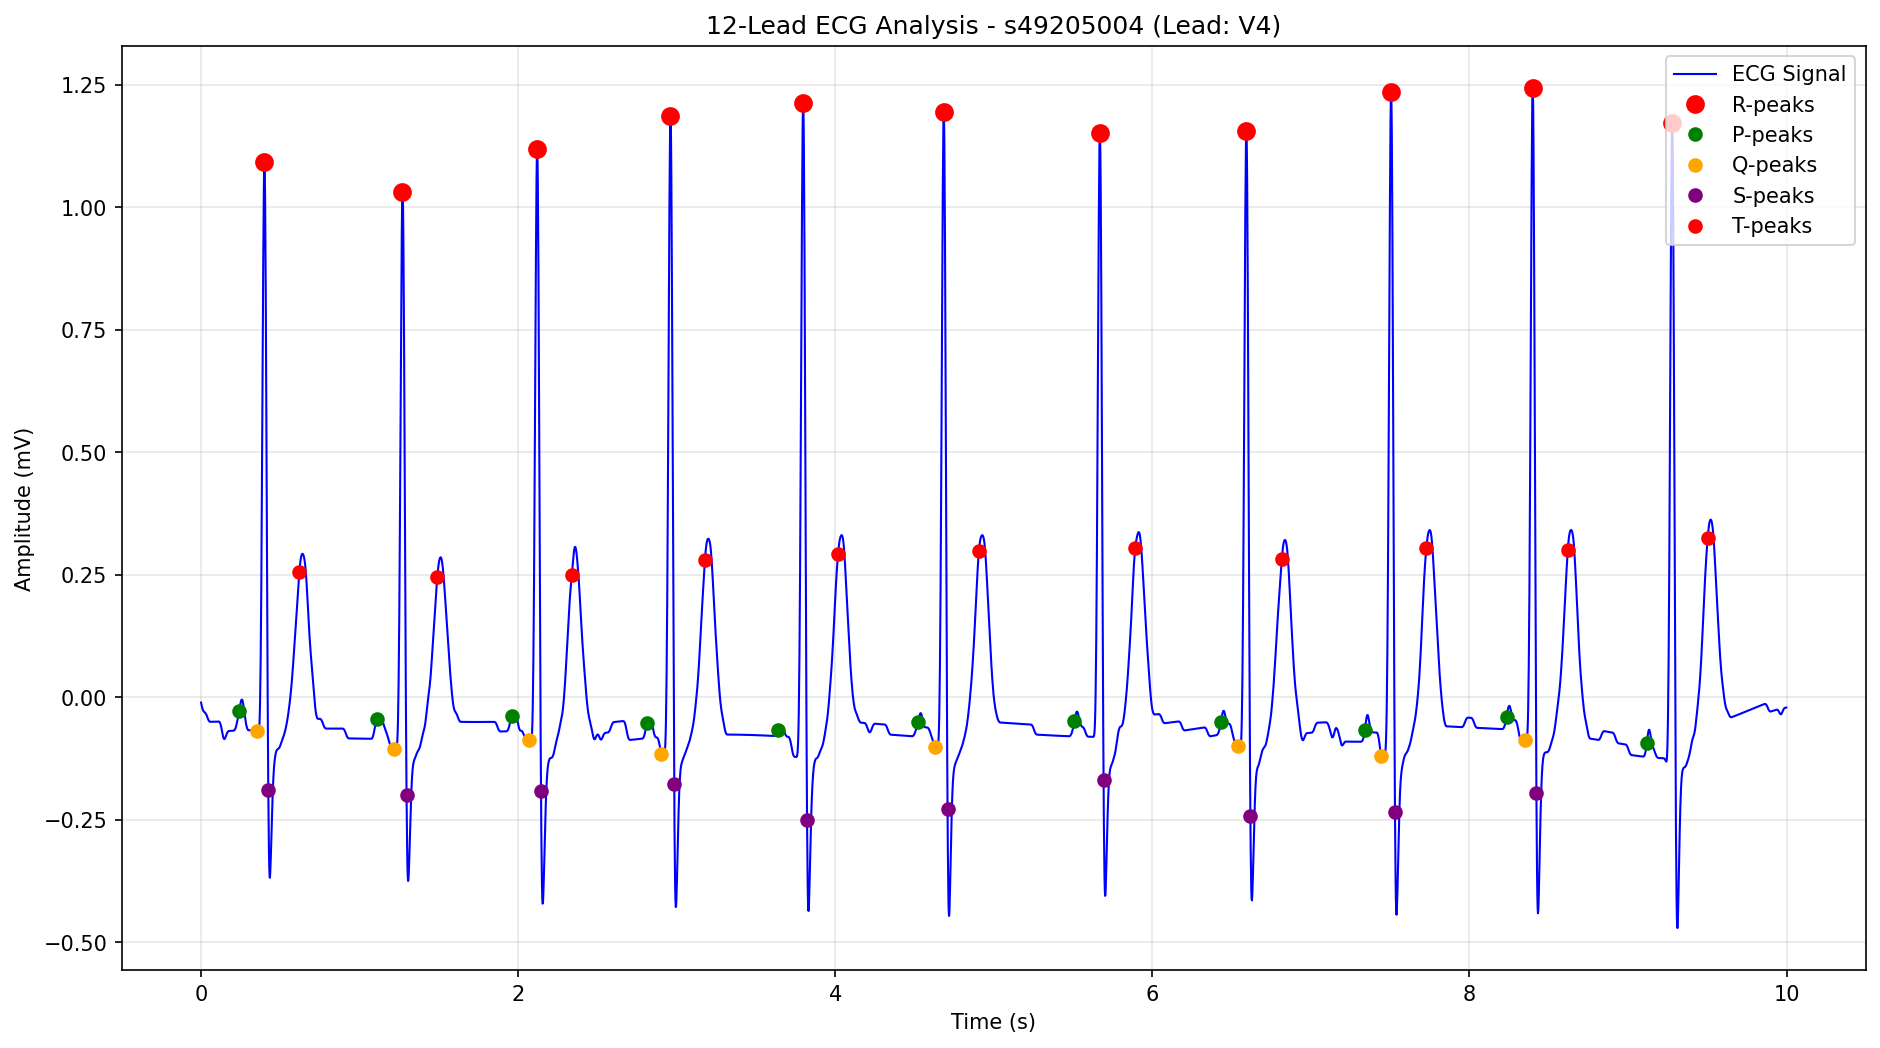 12-Lead ECG Analysis - s49205004 (Lead: V4)
ECG Signal
R-peaks
P-peaks
Q-peaks
S-peaks
T-peaks
Amplitude (mV)
1.25
1.00
0.75
0.50
0.25
0.00
−0.25
−0.50
0 2 4 6 8 10
Time (s)